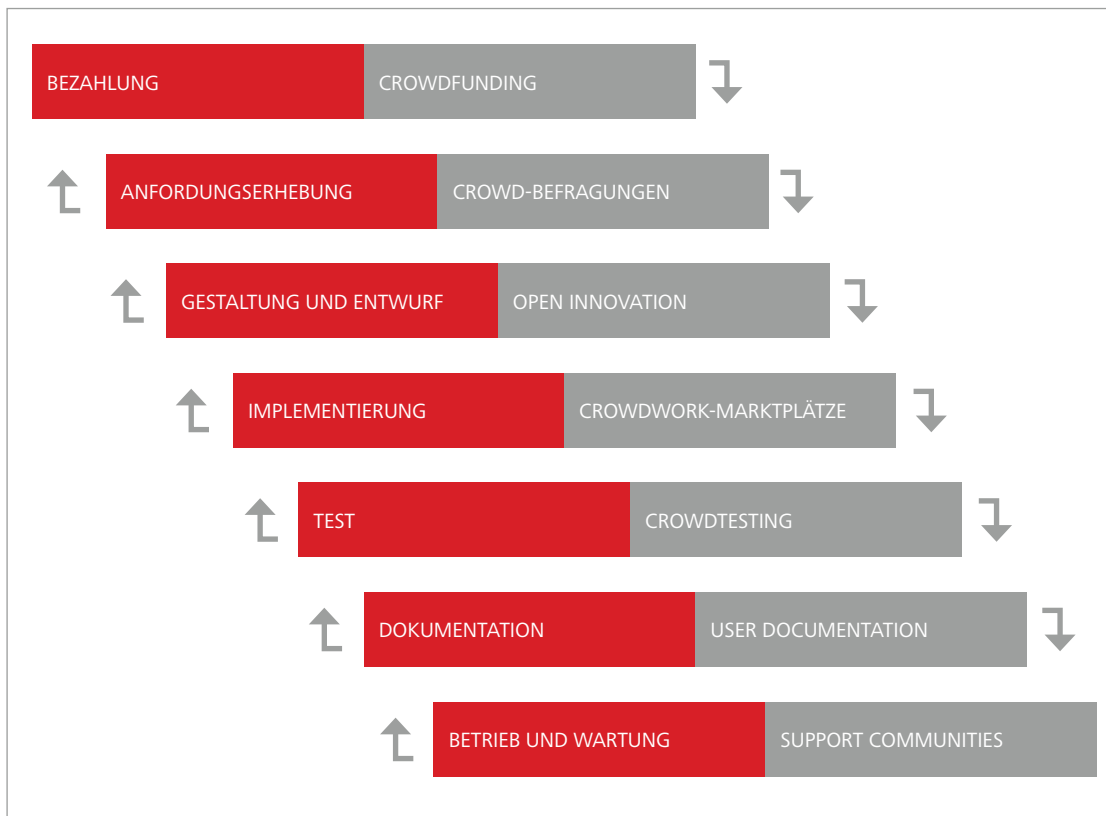 BEZAHLUNG CROWDFUNDING
ANFORDUNGSERHEBUNG CROWD-BEFRAGUNGEN
GESTALTUNG UND ENTWURF OPEN INNOVATION
IMPLEMENTIERUNG CROWDWORK-MARKTPLÄTZE
TEST CROWDTESTING
DOKUMENTATION USER DOCUMENTATION
BETRIEB UND WARTUNG SUPPORT COMMUNITIES